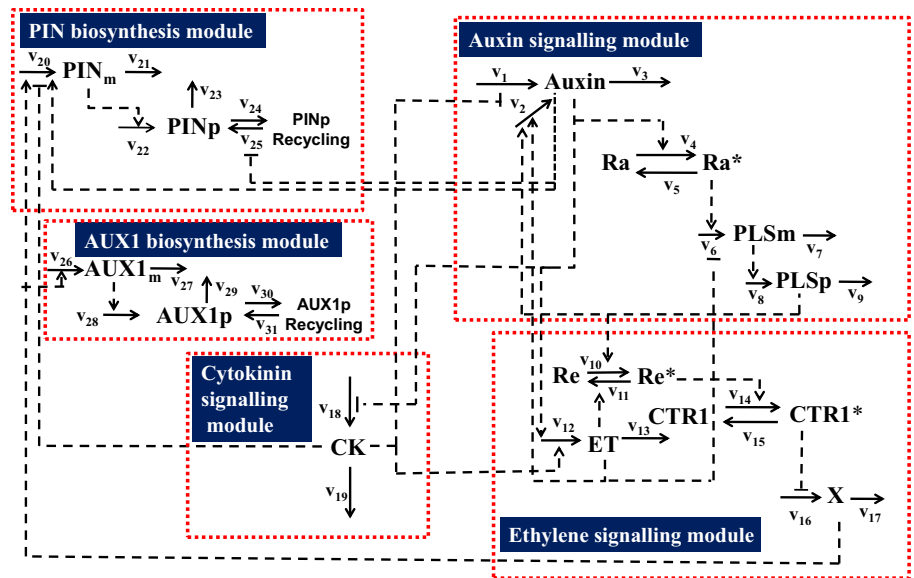 PIN biosynthesis module
v20
PINm
v21
v23
v22
PINp
v24
v25
PINp
Recycling
AUX1 biosynthesis module
v26
AUX1m
v27
v28
v29
AUX1p
v30
v31
AUX1p
Recycling
Cytokinin
signalling
module
v18
CK
v19
Auxin signalling module
v1
Auxin
v3
v2
Ra
v4
v5
Ra*
v6
PLSm
v7
v8
PLSp
v9
Re
v10
v11
Re*
v12
ET
v13
CTR1
v14
v15
CTR1*
v16
X
v17
Ethylene signalling module